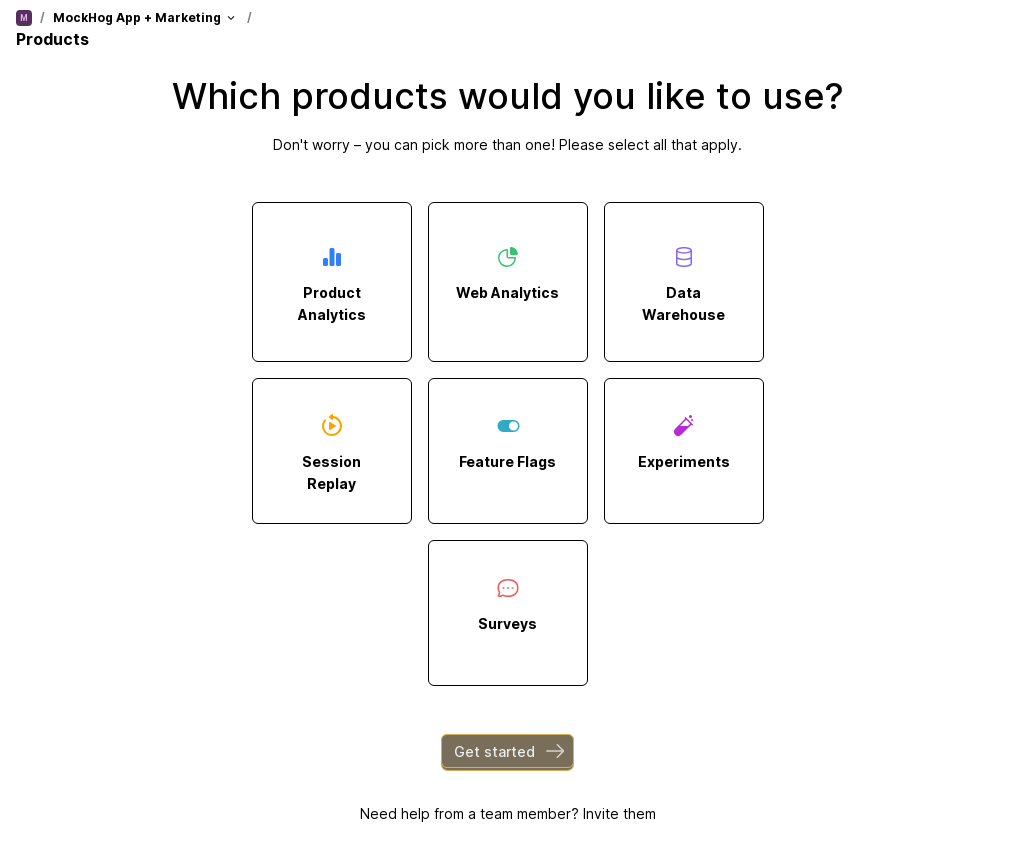 M / MockHog App + Marketing /
Products
Which products would you like to use?
Don't worry – you can pick more than one! Please select all that apply.
Product
Analytics
Web Analytics
Data
Warehouse
Session
Replay
Feature Flags
Experiments
Surveys
Get started
Need help from a team member? Invite them